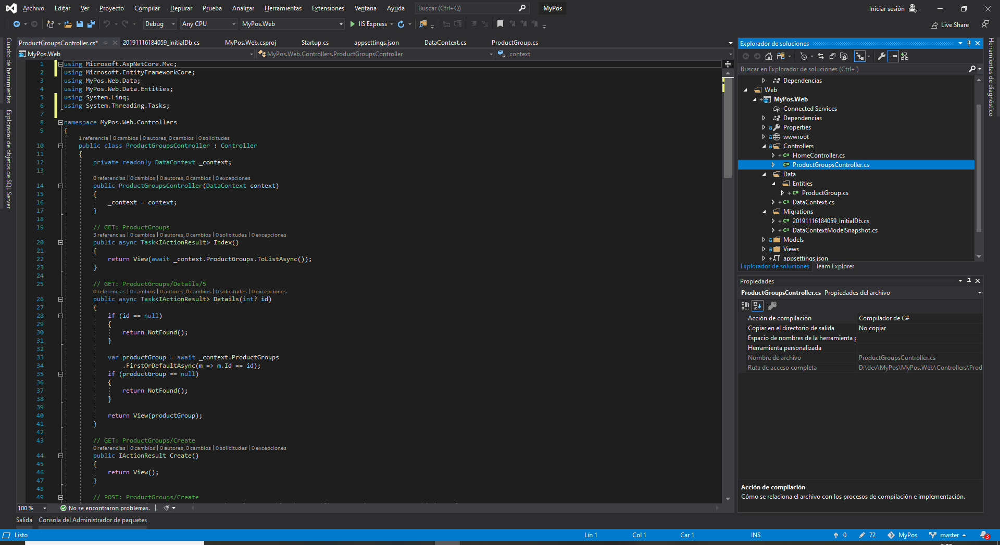 Archivo Editar Ver Proyecto Compilar Depurar Prueba Analizar Herramientas Extensiones Ventana Ayuda Buscar (Ctrl+Q) MyPos Iniciar sesión
Debug Any CPU MyPos.Web IIS Express Live Share
Cuadro de herramientas
Explorador de objetos de SQL Server
ProductGroupsController.cs* 20191116184059_InitialDb.cs MyPos.Web.csproj Startup.cs appsettings.json DataContext.cs ProductGroup.cs
MyPos.Web MyPos.Web.Controllers.ProductGroupsController _context
1 using Microsoft.AspNetCore.Mvc;
2 using Microsoft.EntityFrameworkCore;
3 using MyPos.Web.Data;
4 using MyPos.Web.Data.Entities;
5 using System.Linq;
6 using System.Threading.Tasks;
7
8 namespace MyPos.Web.Controllers
9 {
1 referencia | 0 cambios | 0 autores, 0 cambios | 0 solicitudes
10 public class ProductGroupsController : Controller
11 {
12 private readonly DataContext _context;
13
0 referencias | 0 cambios | 0 autores, 0 cambios | 0 excepciones
14 public ProductGroupsController(DataContext context)
15 {
16 _context = context;
17 }
18
19 // GET: ProductGroups
3 referencias | 0 cambios | 0 autores, 0 cambios | 0 solicitudes | 0 excepciones
20 public async Task<IActionResult> Index()
21 {
22 return View(await _context.ProductGroups.ToListAsync());
23 }
24
25 // GET: ProductGroups/Details/5
0 referencias | 0 cambios | 0 autores, 0 cambios | 0 solicitudes | 0 excepciones
26 public async Task<IActionResult> Details(int? id)
27 {
28 if (id == null)
29 {
30 return NotFound();
31 }
32
33 var productGroup = await _context.ProductGroups
34 .FirstOrDefaultAsync(m => m.Id == id);
35 if (productGroup == null)
36 {
37 return NotFound();
38 }
39
40 return View(productGroup);
41 }
42
43 // GET: ProductGroups/Create
0 referencias | 0 cambios | 0 autores, 0 cambios | 0 solicitudes | 0 excepciones
44 public IActionResult Create()
45 {
46 return View();
47 }
48
49 // POST: ProductGroups/Create
100 % No se encontraron problemas.
Salida Consola del Administrador de paquetes
Explorador de soluciones
Buscar en Explorador de soluciones (Ctrl+´)
Dependencias
Web
MyPos.Web
Connected Services
Dependencias
Properties
wwwroot
Controllers
HomeController.cs
ProductGroupsController.cs
Data
Entities
ProductGroup.cs
DataContext.cs
Migrations
20191116184059_InitialDb.cs
DataContextModelSnapshot.cs
Models
Views
appsettings.json
Explorador de soluciones Team Explorer
Propiedades
ProductGroupsController.cs Propiedades del archivo
Acción de compilación Compilador de C#
Copiar en el directorio de salida No copiar
Espacio de nombres de la herramienta p
Herramienta personalizada
Nombre de archivo ProductGroupsController.cs
Ruta de acceso completa D:\dev\MyPos\MyPos.Web\Controllers\Prod
Acción de compilación
Cómo se relaciona el archivo con los procesos de compilación e implementación.
Herramientas de diagnóstico
Listo Lín 1 Col 1 Car 1 INS 0 72 MyPos master 3